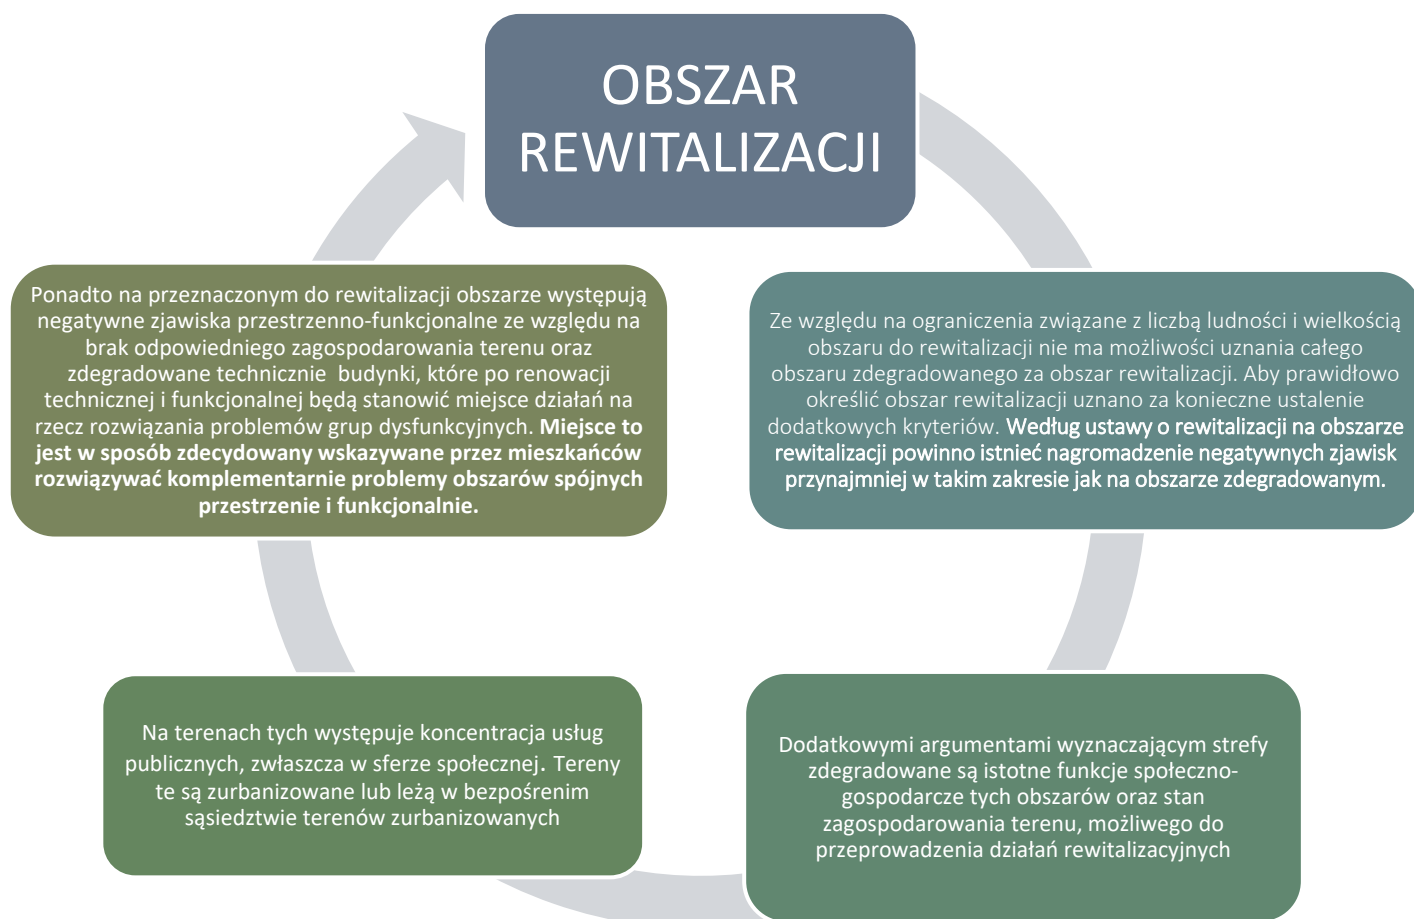 OBSZAR
REWITALIZACJI
Ze względu na ograniczenia związane z liczbą ludności i wielkością
obszaru do rewitalizacji nie ma możliwości uznania całego
obszaru zdegradowanego za obszar rewitalizacji. Aby prawidłowo
określić obszar rewitalizacji uznano za konieczne ustalenie
dodatkowych kryteriów. Według ustawy o rewitalizacji na obszarze
rewitalizacji powinno istnieć nagromadzenie negatywnych zjawisk
przynajmniej w takim zakresie jak na obszarze zdegradowanym.
Dodatkowymi argumentami wyznaczającym strefy
zdegradowane są istotne funkcje społeczno-
gospodarcze tych obszarów oraz stan
zagospodarowania terenu, możliwego do
przeprowadzenia działań rewitalizacyjnych
Na terenach tych występuje koncentracja usług
publicznych, zwłaszcza w sferze społecznej. Tereny
te są zurbanizowane lub leżą w bezpośrenim
sąsiedztwie terenów zurbanizowanych
Ponadto na przeznaczonym do rewitalizacji obszarze występują
negatywne zjawiska przestrzenno-funkcjonalne ze względu na
brak odpowiedniego zagospodarowania terenu oraz
zdegradowane technicznie budynki, które po renowacji
technicznej i funkcjonalnej będą stanowić miejsce działań na
rzecz rozwiązania problemów grup dysfunkcyjnych. Miejsce to
jest w sposób zdecydowany wskazywane przez mieszkańców
rozwiązywać komplementarnie problemy obszarów spójnych
przestrzenie i funkcjonalnie.